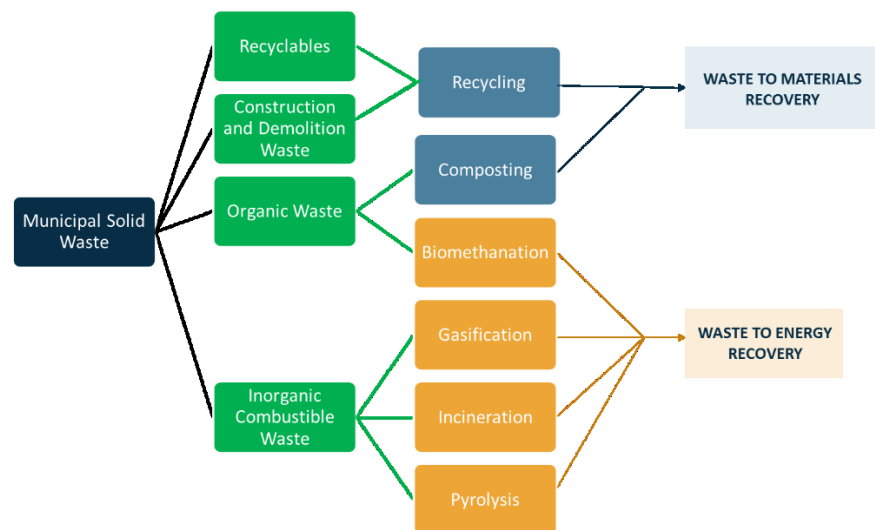 Recyclables
Construction
and Demolition
Waste
Organic Waste
Municipal Solid
Waste
Inorganic
Combustible
Waste
Recycling
Composting
Biomethanation
Gasification
Incineration
Pyrolysis
WASTE TO MATERIALS
RECOVERY
WASTE TO ENERGY
RECOVERY